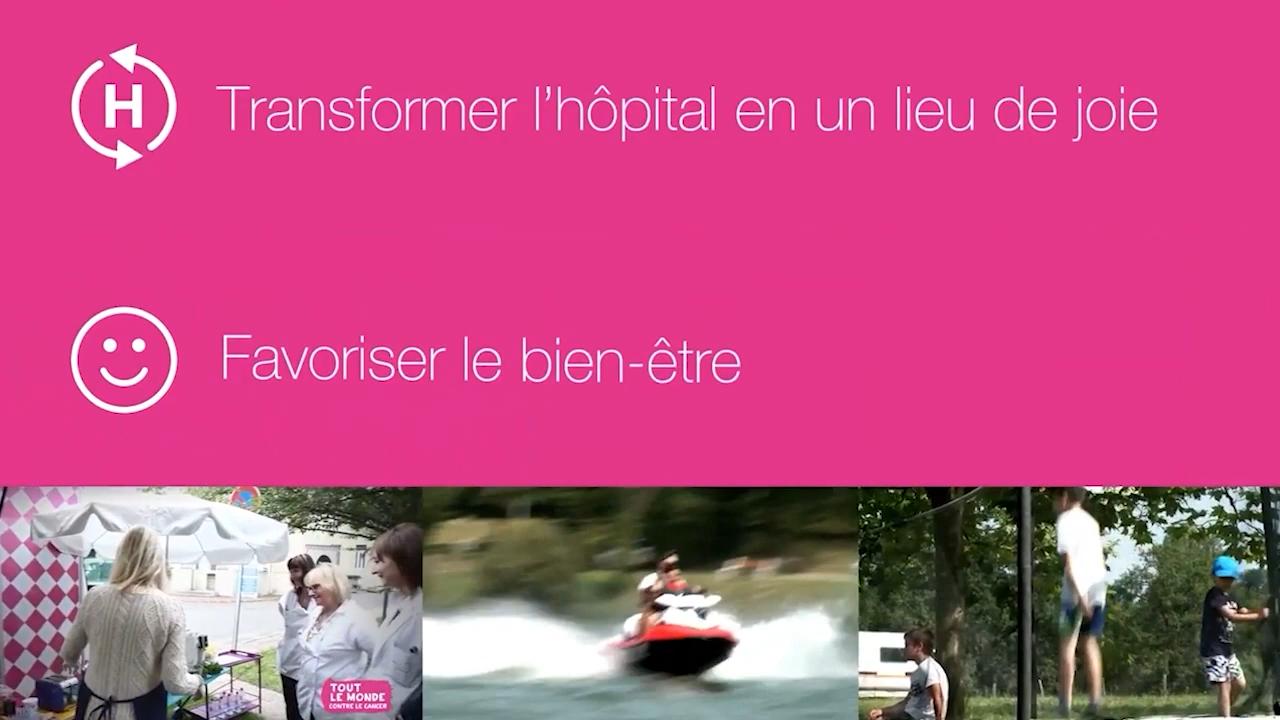 H
Transformer l’hôpital en un lieu de joie
Favoriser le bien-être
TOUT
LE MONDE
CONTRE LE CANCER